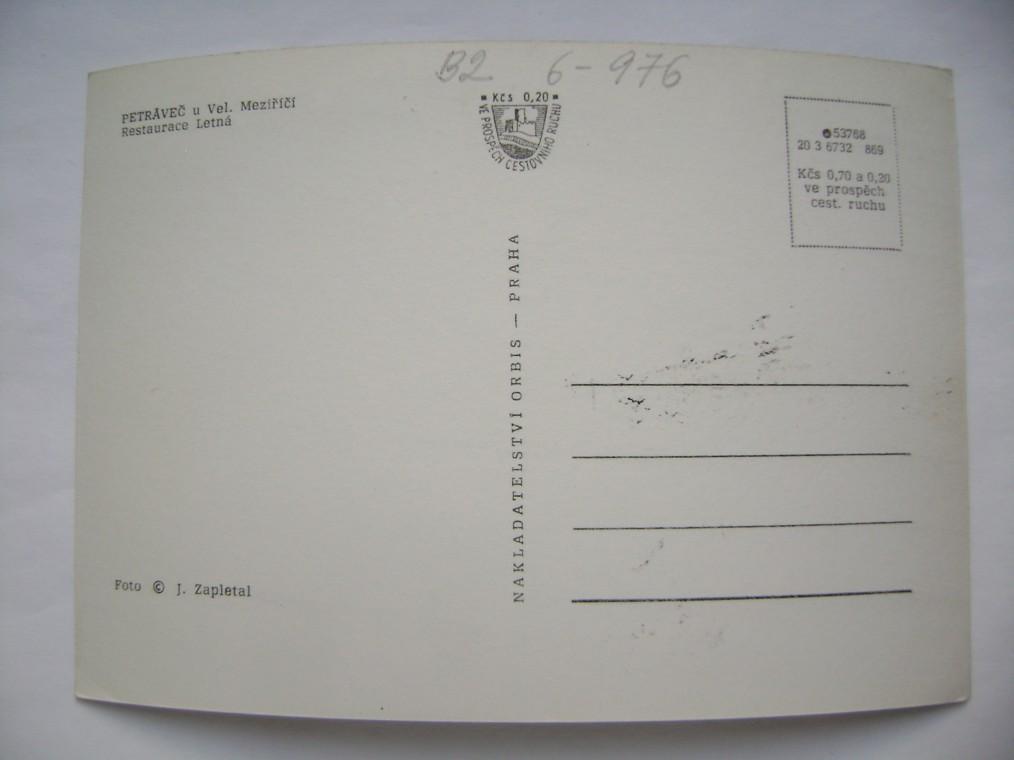 B2 6-976
PETRÁVEČ u Vel. Meziříčí
Restaurace Letná
Kčs 0,20
VE PROSPĚCH CESTOVNÍHO RUCHU
53768
20 3 6732 869
Kčs 0,70 a 0,20
ve prospěch
cest. ruchu
NAKLADATELSTVÍ ORBIS — PRAHA
Foto © J. Zapletal